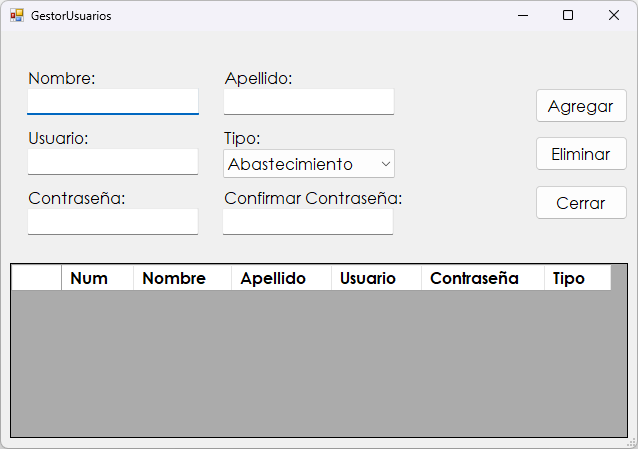 GestorUsuarios
Nombre: Apellido:
Agregar
Usuario: Tipo:
Abastecimiento
Eliminar
Contraseña: Confirmar Contraseña:
Cerrar
Num Nombre Apellido Usuario Contraseña Tipo